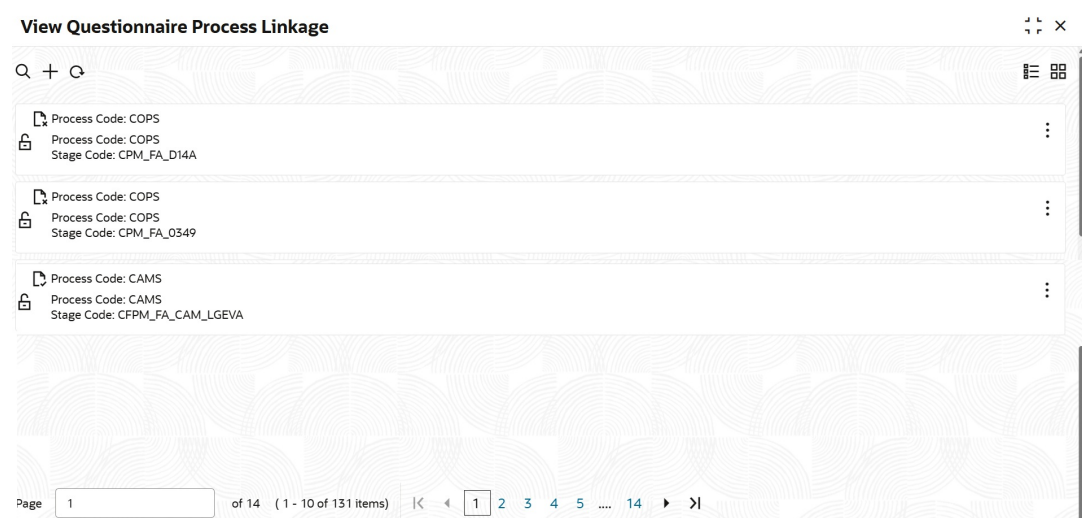 View Questionnaire Process Linkage
Process Code: COPS
Process Code: COPS
Stage Code: CPM_FA_D14A
Process Code: COPS
Process Code: COPS
Stage Code: CPM_FA_0349
Process Code: CAMS
Process Code: CAMS
Stage Code: CFPM_FA_CAM_LGEVA
Page 1 of 14 ( 1 - 10 of 131 items) 1 2 3 4 5 .... 14